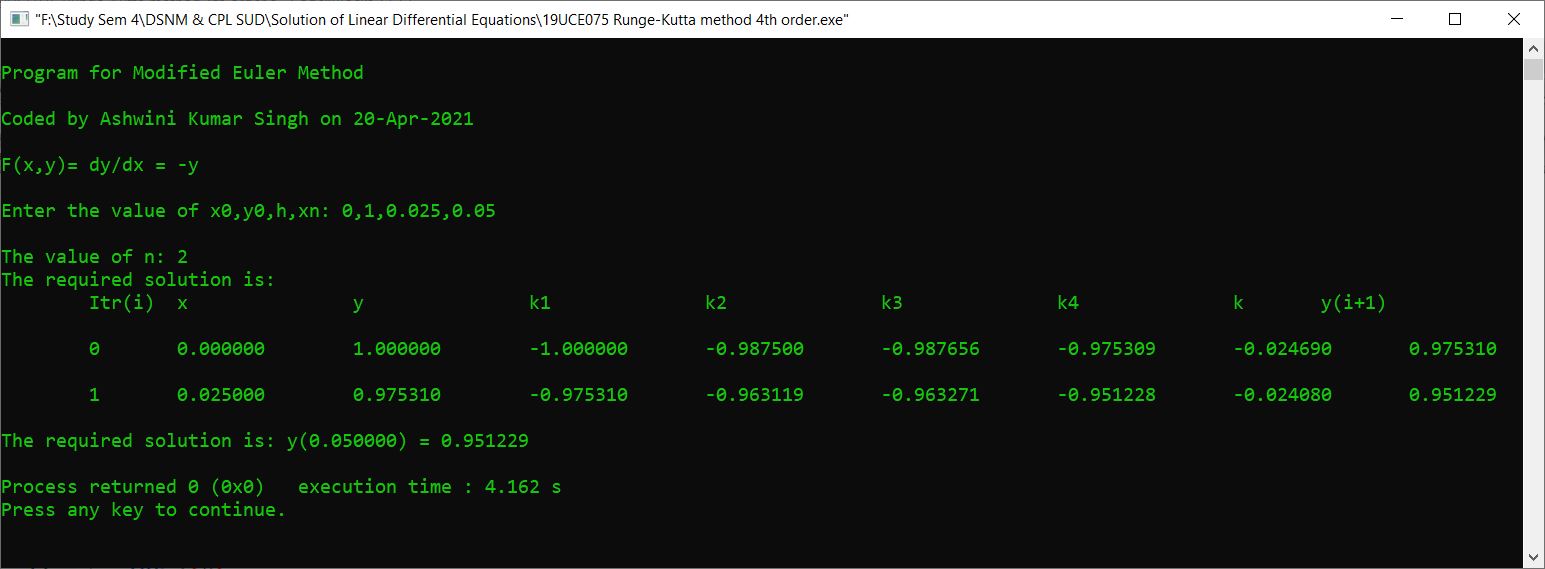 "F:\Study Sem 4\DSNM & CPL SUD\Solution of Linear Differential Equations\19UCE075 Runge-Kutta method 4th order.exe"
Program for Modified Euler Method
Coded by Ashwini Kumar Singh on 20-Apr-2021
F(x,y)= dy/dx = -y
Enter the value of x0,y0,h,xn: 0,1,0.025,0.05
The value of n: 2
The required solution is:
Itr(i) x y k1 k2 k3 k4 k y(i+1)
0 0.000000 1.000000 -1.000000 -0.987500 -0.987656 -0.975309 -0.024690 0.975310
1 0.025000 0.975310 -0.975310 -0.963119 -0.963271 -0.951228 -0.024080 0.951229
The required solution is: y(0.050000) = 0.951229
Process returned 0 (0x0) execution time : 4.162 s
Press any key to continue.